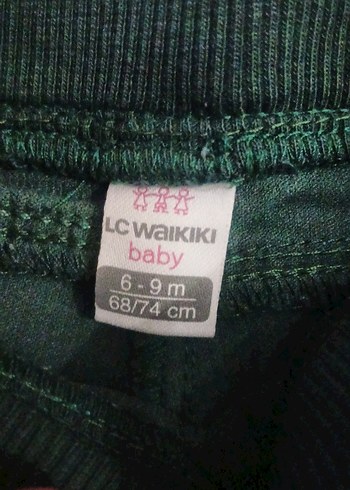 LC WAIKIKI
baby
6 - 9 m
68/74 cm